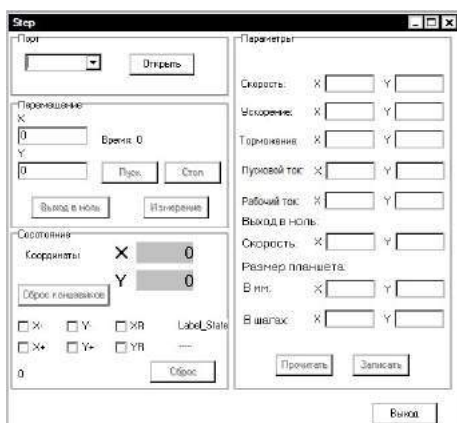 Step
Порт
Открыть
Перемещение
X
0
Время: 0
Y
0
Пуск
Стоп
Выход в ноль
Измерение
Состояние
Координаты
X 0
Y 0
Сброс концевиков
X- Y- XR Label_State
X+ Y+ YR ----
0
Сброс
Параметры
Скорость: X Y
Ускорение: X Y
Торможение: X Y
Пусковой ток: X Y
Рабочий ток: X Y
Выход в ноль:
Скорость: X Y
Размер планшета:
В мм: X Y
В шагах: X Y
Прочитать
Записать
Выход